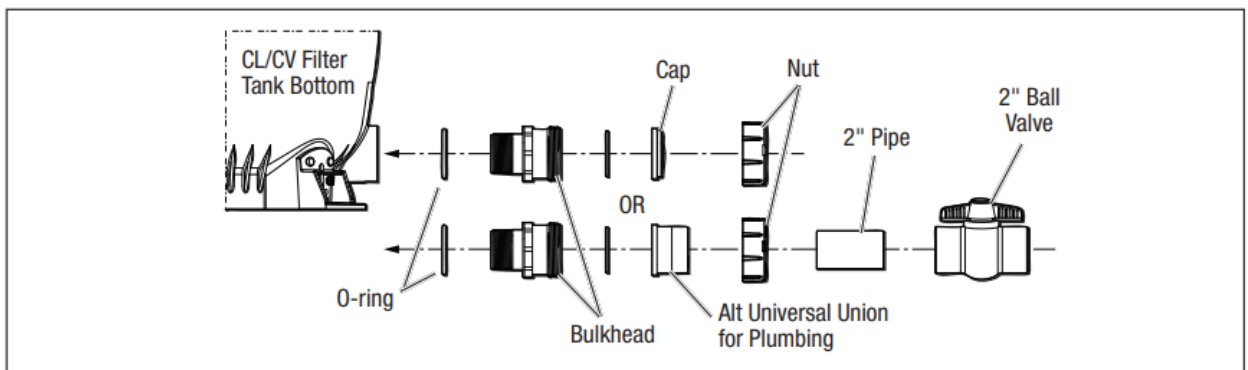 CL/CV Filter
Tank Bottom
Cap
Nut
2" Ball
Valve
2" Pipe
OR
O-ring
Bulkhead
Alt Universal Union
for Plumbing